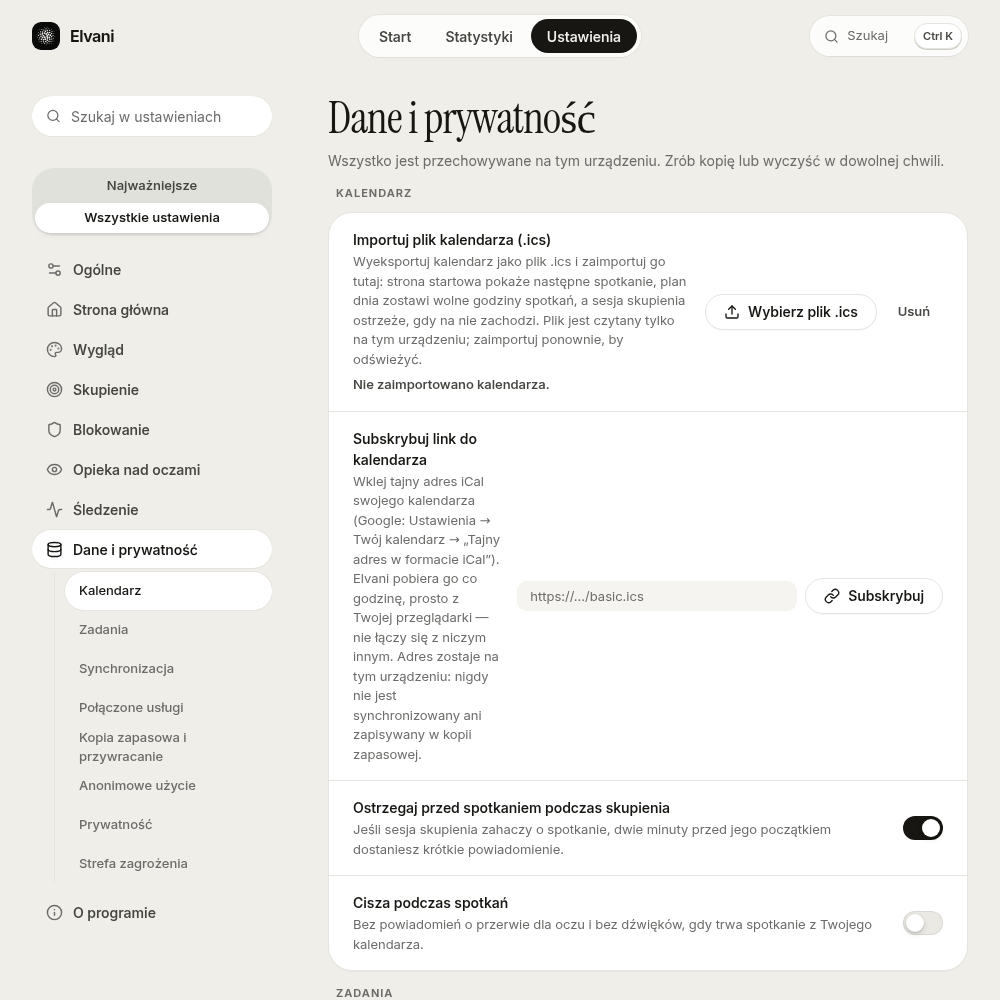 Elvani
Start
Statystyki
Ustawienia
Szukaj
Ctrl K
Szukaj w ustawieniach
Najważniejsze
Wszystkie ustawienia
Ogólne
Strona główna
Wygląd
Skupienie
Blokowanie
Opieka nad oczami
Śledzenie
Dane i prywatność
Kalendarz
Zadania
Synchronizacja
Połączone usługi
Kopia zapasowa i
przywracanie
Anonimowe użycie
Prywatność
Strefa zagrożenia
O programie
Dane i prywatność
Wszystko jest przechowywane na tym urządzeniu. Zrób kopię lub wyczyść w dowolnej chwili.
KALENDARZ
Importuj plik kalendarza (.ics)
Wyeksportuj kalendarz jako plik .ics i zaimportuj go
tutaj: strona startowa pokaże następne spotkanie, plan
dnia zostawi wolne godziny spotkań, a sesja skupienia
ostrzeże, gdy na nie zachodzi. Plik jest czytany tylko
na tym urządzeniu; zaimportuj ponownie, by
odświeżyć.
Nie zaimportowano kalendarza.
Wybierz plik .ics
Usuń
Subskrybuj link do
kalendarza
Wklej tajny adres iCal
swojego kalendarza
(Google: Ustawienia →
Twój kalendarz → „Tajny
adres w formacie iCal”).
Elvani pobiera go co
godzinę, prosto z
Twojej przeglądarki —
nie łączy się z niczym
innym. Adres zostaje na
tym urządzeniu: nigdy
nie jest
synchronizowany ani
zapisywany w kopii
zapasowej.
https://…/basic.ics
Subskrybuj
Ostrzegaj przed spotkaniem podczas skupienia
Jeśli sesja skupienia zahaczy o spotkanie, dwie minuty przed jego początkiem
dostaniesz krótkie powiadomienie.
Cisza podczas spotkań
Bez powiadomień o przerwie dla oczu i bez dźwięków, gdy trwa spotkanie z Twojego
kalendarza.
ZADANIA